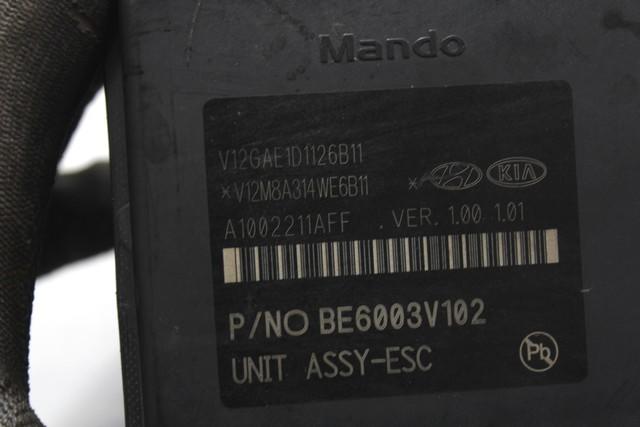 Mando
V12GAE1D1126B11
*V12M8A314WE6B11 * KIA
A1002211AFF .VER. 1.00 1.01
P/NO BE6003V102
UNIT ASSY-ESC
Pb